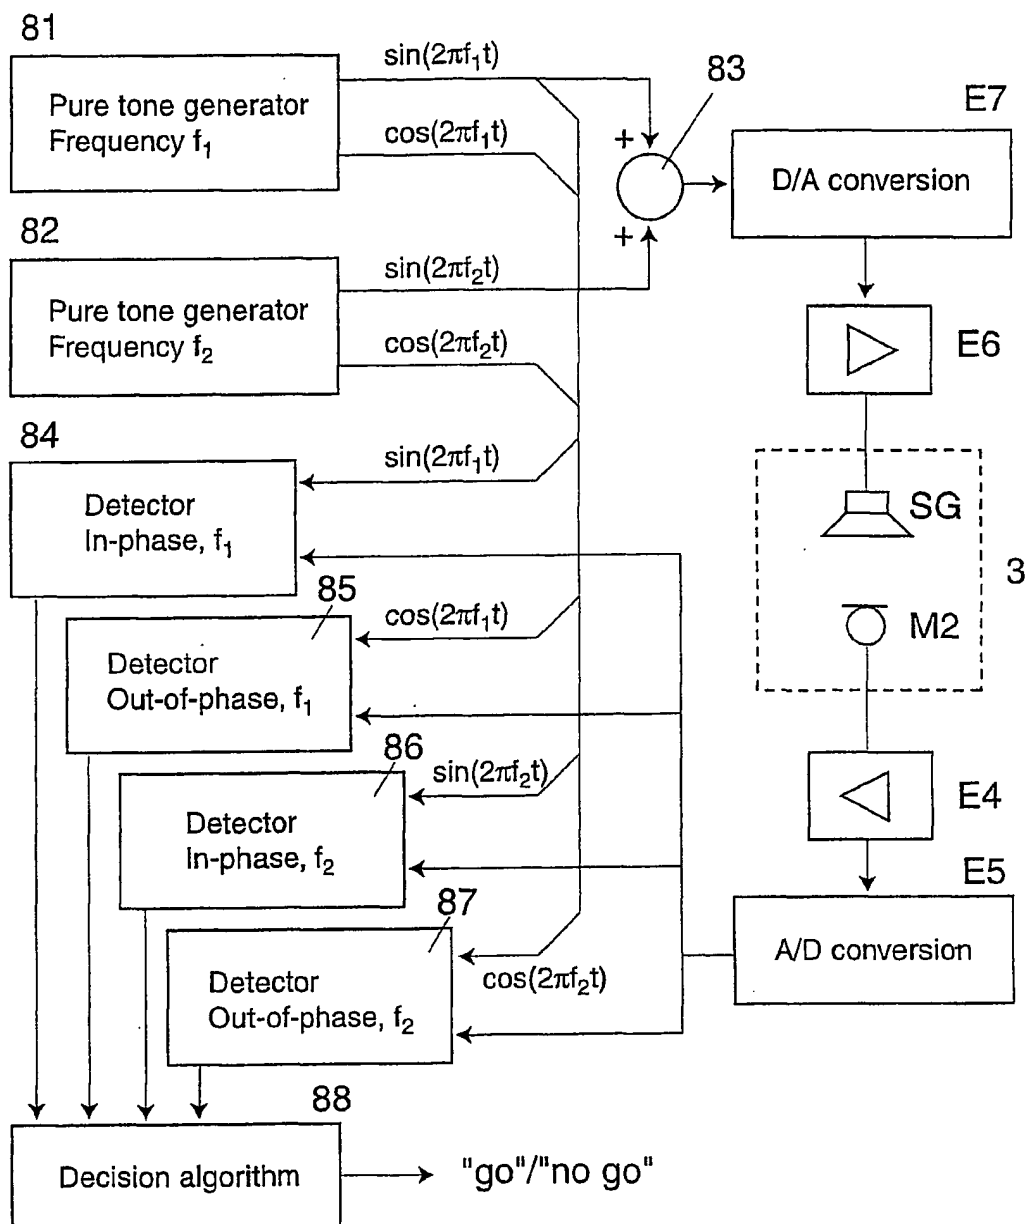 81
Pure tone generator
Frequency f₁
sin(2πf₁t)
cos(2πf₁t)
83
+
+
E7
D/A conversion
82
Pure tone generator
Frequency f₂
sin(2πf₂t)
cos(2πf₂t)
E6
84
Detector
In-phase, f₁
sin(2πf₁t)
SG
3
M2
85
Detector
Out-of-phase, f₁
cos(2πf₁t)
86
Detector
In-phase, f₂
sin(2πf₂t)
E4
E5
A/D conversion
87
Detector
Out-of-phase, f₂
cos(2πf₂t)
88
Decision algorithm
"go"/"no go"